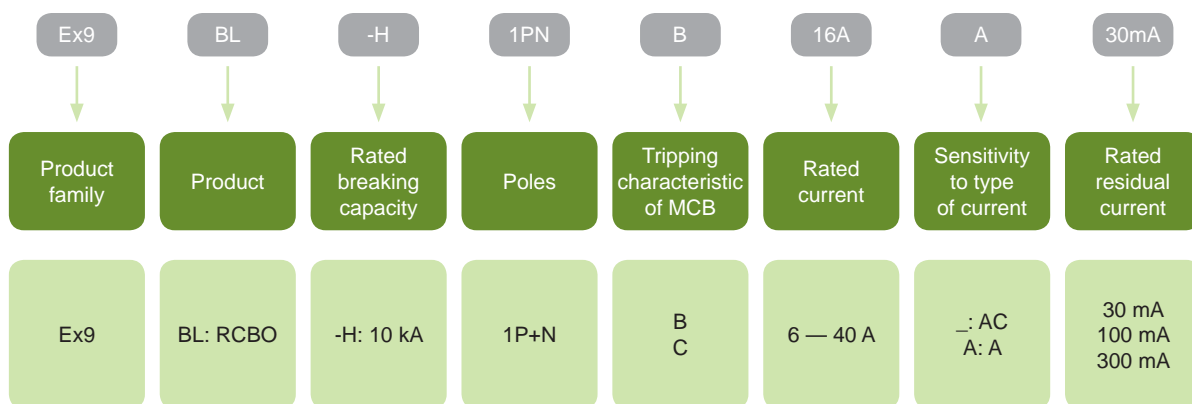 Ex9
BL
-H
1PN
B
16A
A
30mA
Product
family
Product
Rated
breaking
capacity
Poles
Tripping
characteristic
of MCB
Rated
current
Sensitivity
to type
of current
Rated
residual
current
Ex9
BL: RCBO
-H: 10 kA
1P+N
B
C
6 — 40 A
_: AC
A: A
30 mA
100 mA
300 mA